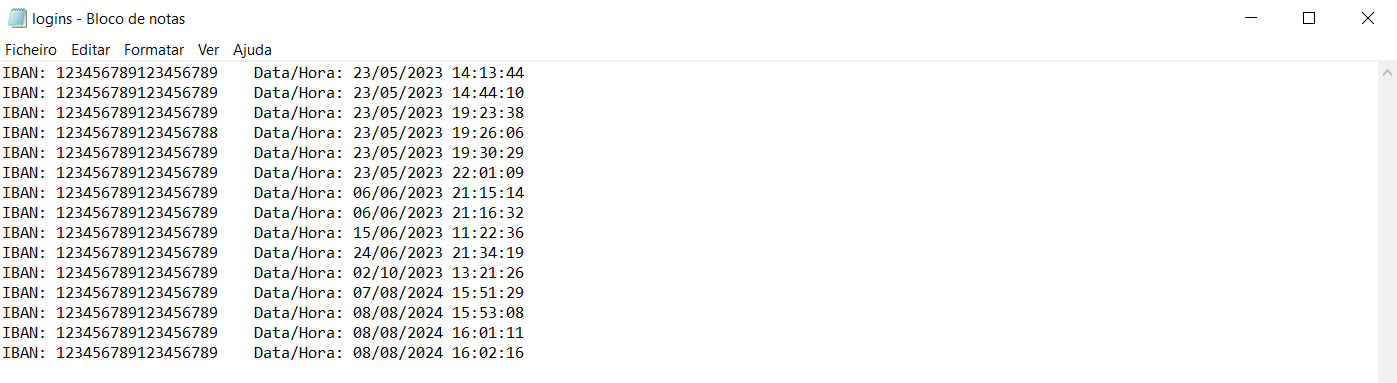 logins - Bloco de notas
Ficheiro Editar Formatar Ver Ajuda
IBAN: 123456789123456789    Data/Hora: 23/05/2023 14:13:44
IBAN: 123456789123456789    Data/Hora: 23/05/2023 14:44:10
IBAN: 123456789123456789    Data/Hora: 23/05/2023 19:23:38
IBAN: 123456789123456788    Data/Hora: 23/05/2023 19:26:06
IBAN: 123456789123456789    Data/Hora: 23/05/2023 19:30:29
IBAN: 123456789123456789    Data/Hora: 23/05/2023 22:01:09
IBAN: 123456789123456789    Data/Hora: 06/06/2023 21:15:14
IBAN: 123456789123456789    Data/Hora: 06/06/2023 21:16:32
IBAN: 123456789123456789    Data/Hora: 15/06/2023 11:22:36
IBAN: 123456789123456789    Data/Hora: 24/06/2023 21:34:19
IBAN: 123456789123456789    Data/Hora: 02/10/2023 13:21:26
IBAN: 123456789123456789    Data/Hora: 07/08/2024 15:51:29
IBAN: 123456789123456789    Data/Hora: 08/08/2024 15:53:08
IBAN: 123456789123456789    Data/Hora: 08/08/2024 16:01:11
IBAN: 123456789123456789    Data/Hora: 08/08/2024 16:02:16